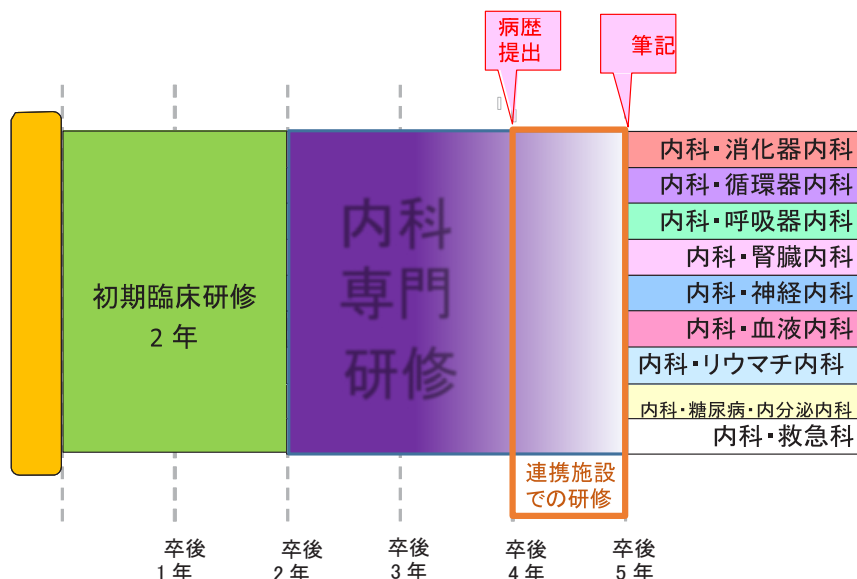 病歴
提出
筆記
初期臨床研修
2 年
内科
専門
研修
内科・消化器内科
内科・循環器内科
内科・呼吸器内科
内科・腎臓内科
内科・神経内科
内科・血液内科
内科・リウマチ内科
内科・糖尿病・内分泌内科
内科・救急科
連携施設
での研修
卒後
1 年
卒後
2 年
卒後
3 年
卒後
4 年
卒後
5 年